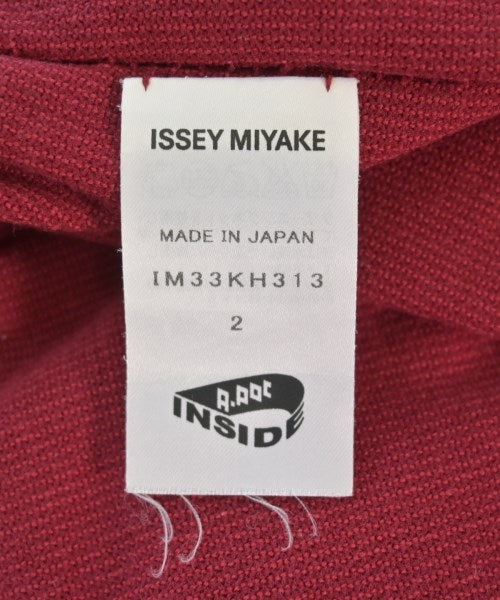 ISSEY MIYAKE
MADE IN JAPAN
IM33KH313
2
A-POC
INSIDE